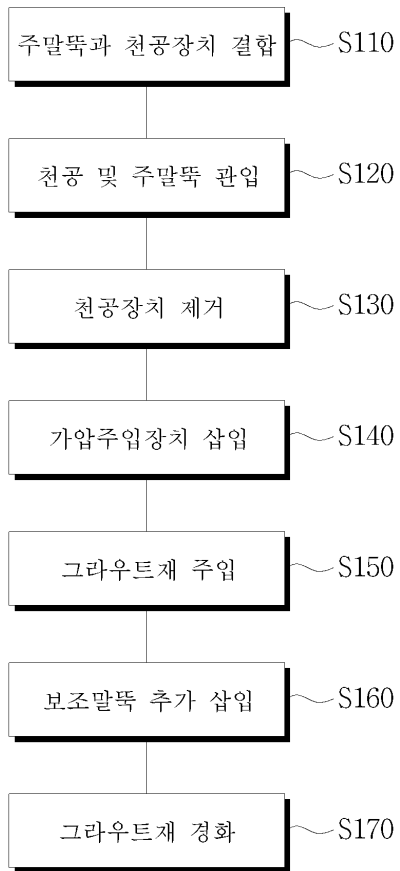 주말뚝과 천공장치 결합 S110
천공 및 주말뚝 관입 S120
천공장치 제거 S130
가압주입장치 삽입 S140
그라우트재 주입 S150
보조말뚝 추가 삽입 S160
그라우트재 경화 S170